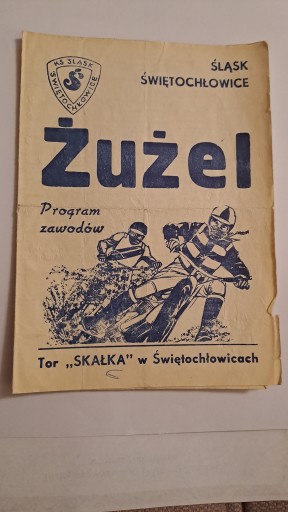 KS ŚLĄSK
ŚWIĘTOCHŁOWICE
ŚLĄSK
ŚWIĘTOCHŁOWICE
Żużel
Program
zawodów
Tor „SKAŁKA" w Świętochłowicach